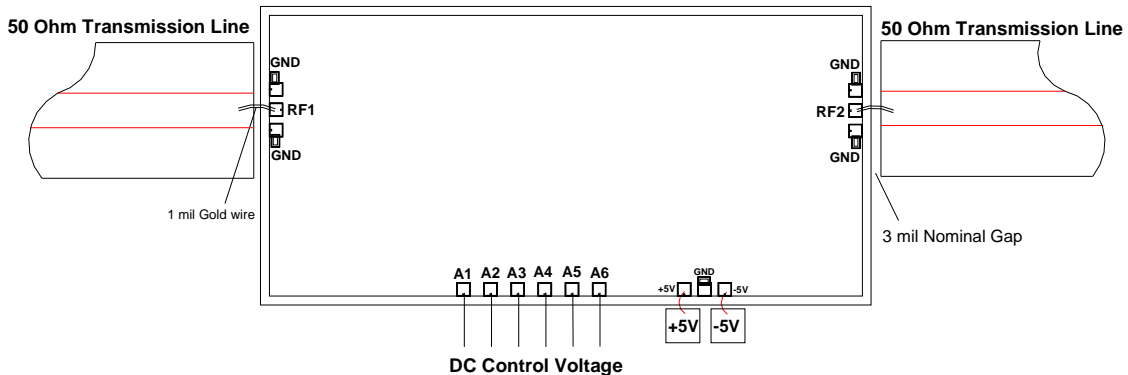 50 Ohm Transmission Line
50 Ohm Transmission Line
GND
GND
RF1
RF2
GND
GND
1 mil Gold wire
3 mil Nominal Gap
A1 A2 A3 A4 A5 A6
GND
+5V
-5V
+5V
-5V
DC Control Voltage